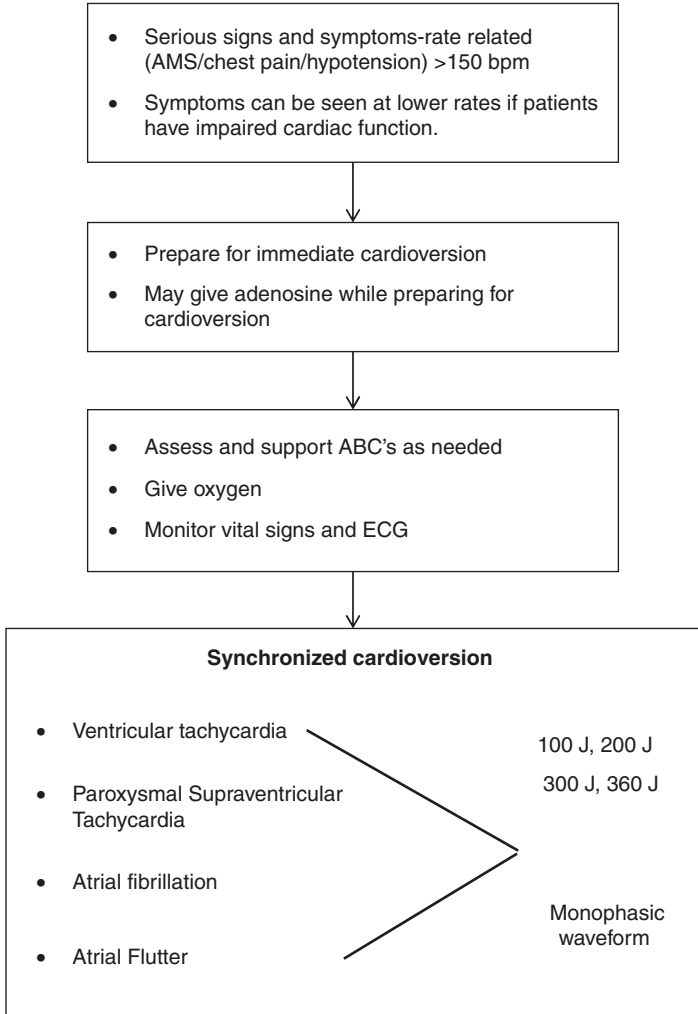 • Serious signs and symptoms-rate related
(AMS/chest pain/hypotension) >150 bpm
• Symptoms can be seen at lower rates if patients
have impaired cardiac function.
• Prepare for immediate cardioversion
• May give adenosine while preparing for
cardioversion
• Assess and support ABC's as needed
• Give oxygen
• Monitor vital signs and ECG
Synchronized cardioversion
• Ventricular tachycardia
• Paroxysmal Supraventricular
Tachycardia
• Atrial fibrillation
• Atrial Flutter
100 J, 200 J
300 J, 360 J
Monophasic
waveform